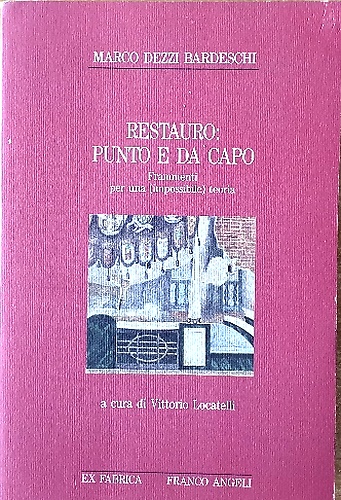 MARCO DEZZI BARDESCHI
RESTAURO:
PUNTO E DA CAPO
Frammenti
per una (impossibile) teoria
a cura di Vittorio Locatelli
EX FABRICA FRANCO ANGELI